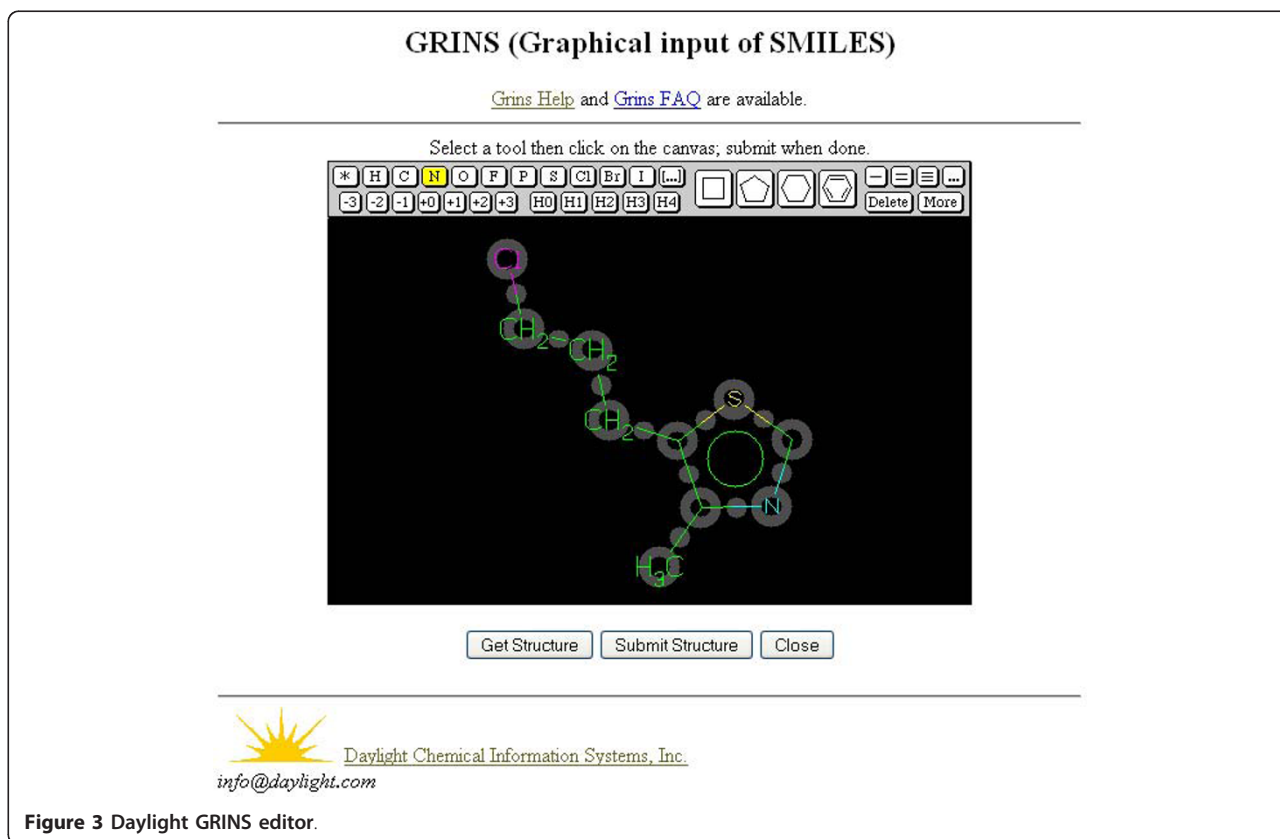 GRINS (Graphical input of SMILES)
Grins Help and Grins FAQ are available.
Select a tool then click on the canvas; submit when done.
* H C N O F P S Cl Br I [...] - = ≡ ...
-3 -2 -1 +0 +1 +2 +3 H0 H1 H2 H3 H4 Delete More
Cl
CH2
CH2
S
CH2
N
H3C
Get Structure Submit Structure Close
Daylight Chemical Information Systems, Inc.
info@daylight.com
Figure 3 Daylight GRINS editor.